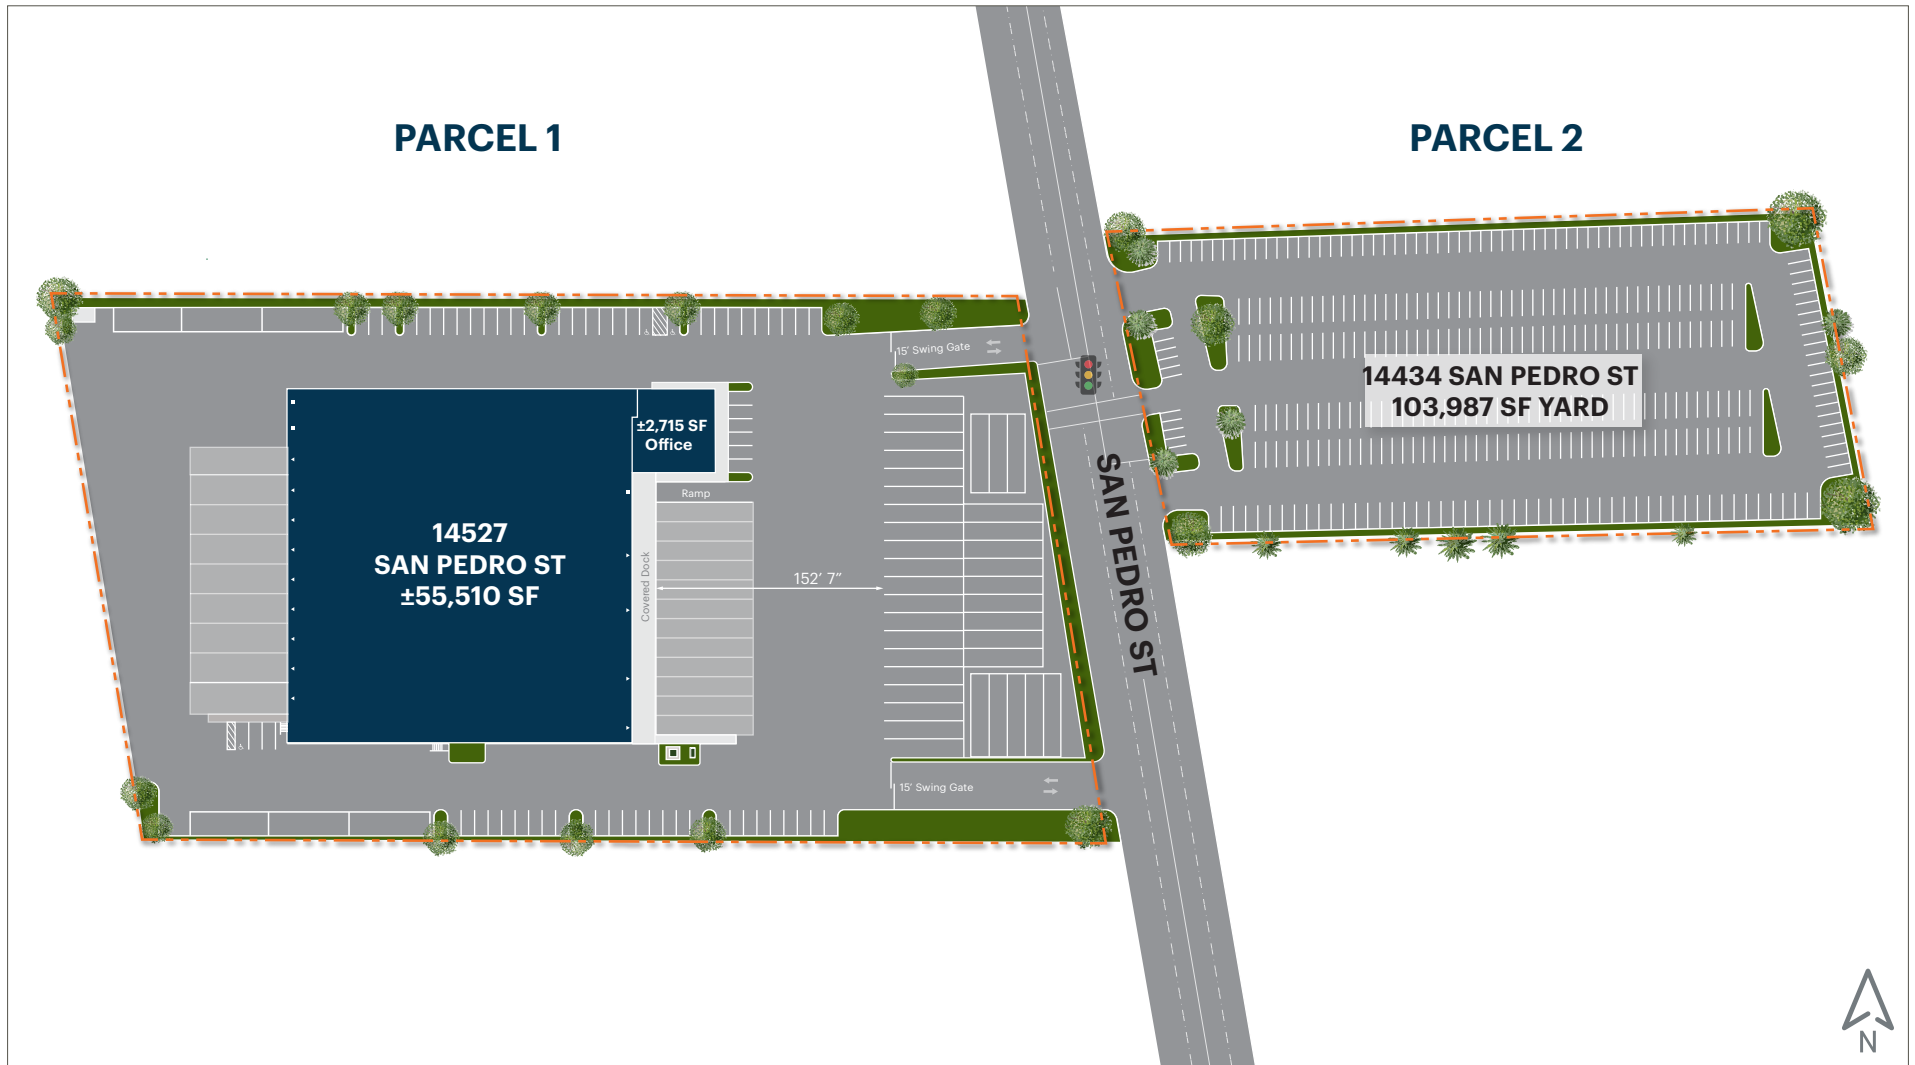 PARCEL 1
PARCEL 2
15' Swing Gate
14434 SAN PEDRO ST
103,987 SF YARD
±2,715 SF
Office
Ramp
14527
SAN PEDRO ST
±55,510 SF
Covered Dock
152' 7"
SAN PEDRO ST
15' Swing Gate
N